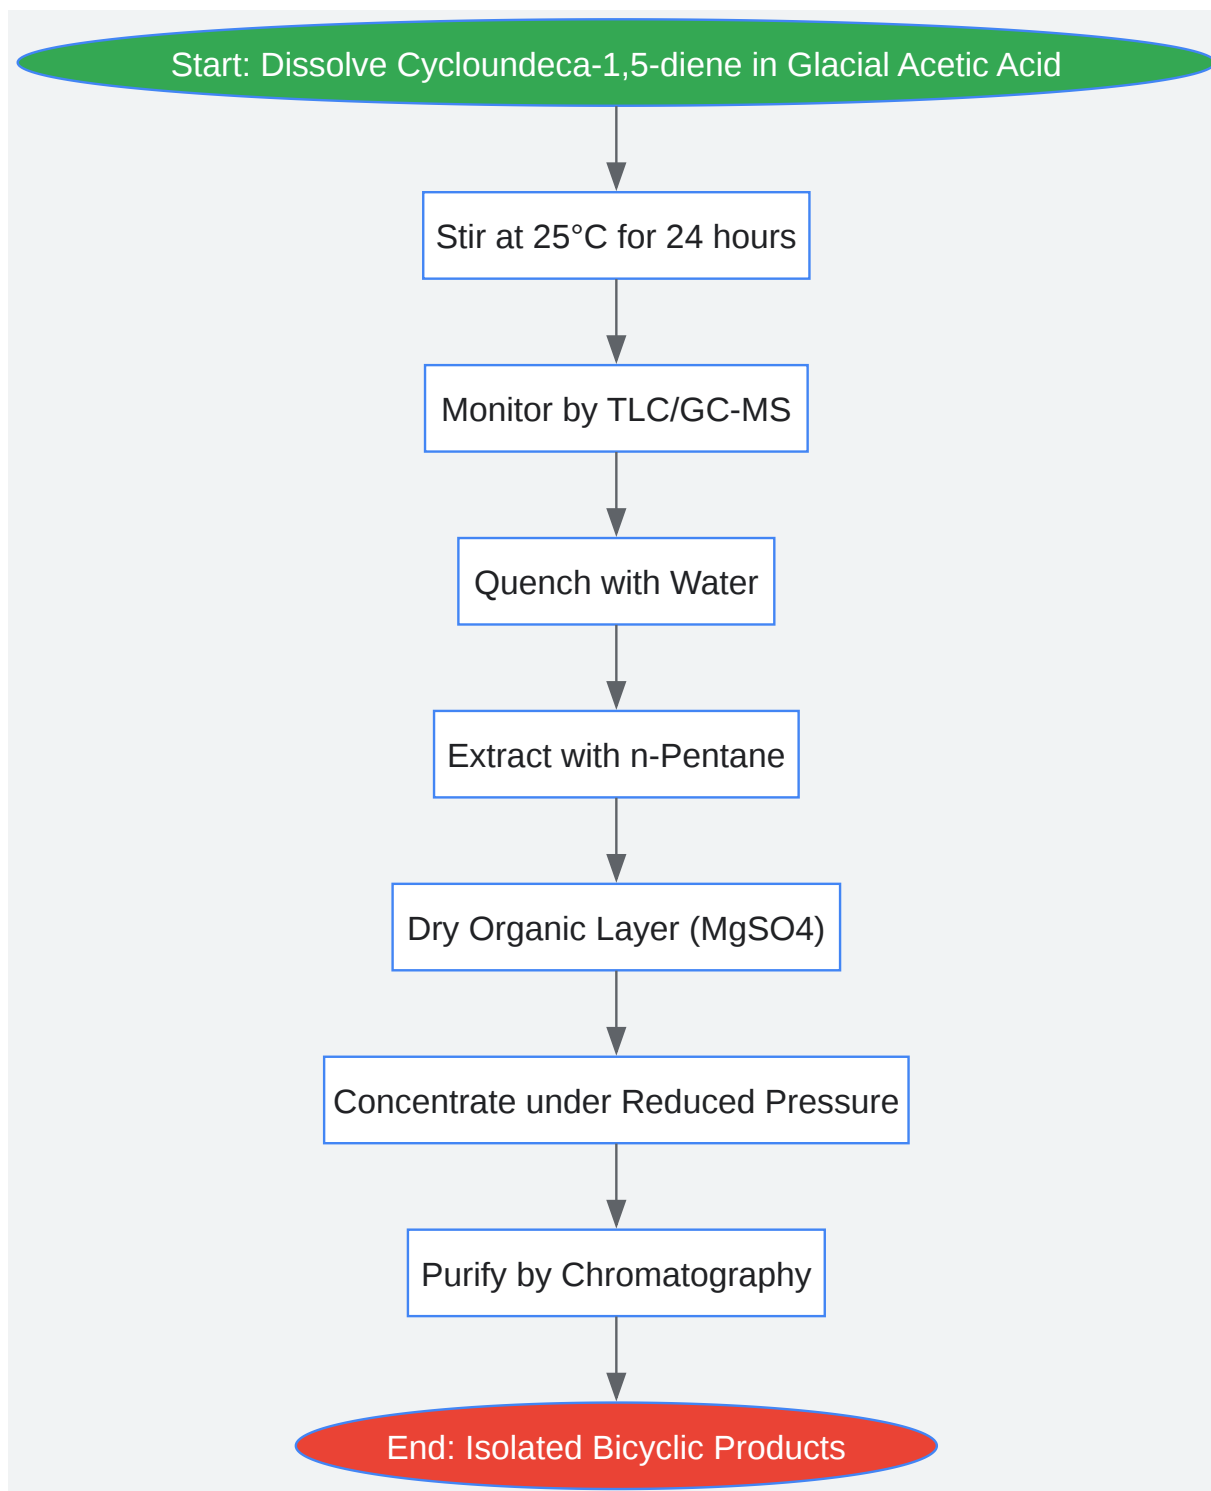 Start: Dissolve Cycloundeca-1,5-diene in Glacial Acetic Acid
Stir at 25°C for 24 hours
Monitor by TLC/GC-MS
Quench with Water
Extract with n-Pentane
Dry Organic Layer (MgSO4)
Concentrate under Reduced Pressure
Purify by Chromatography
End: Isolated Bicyclic Products